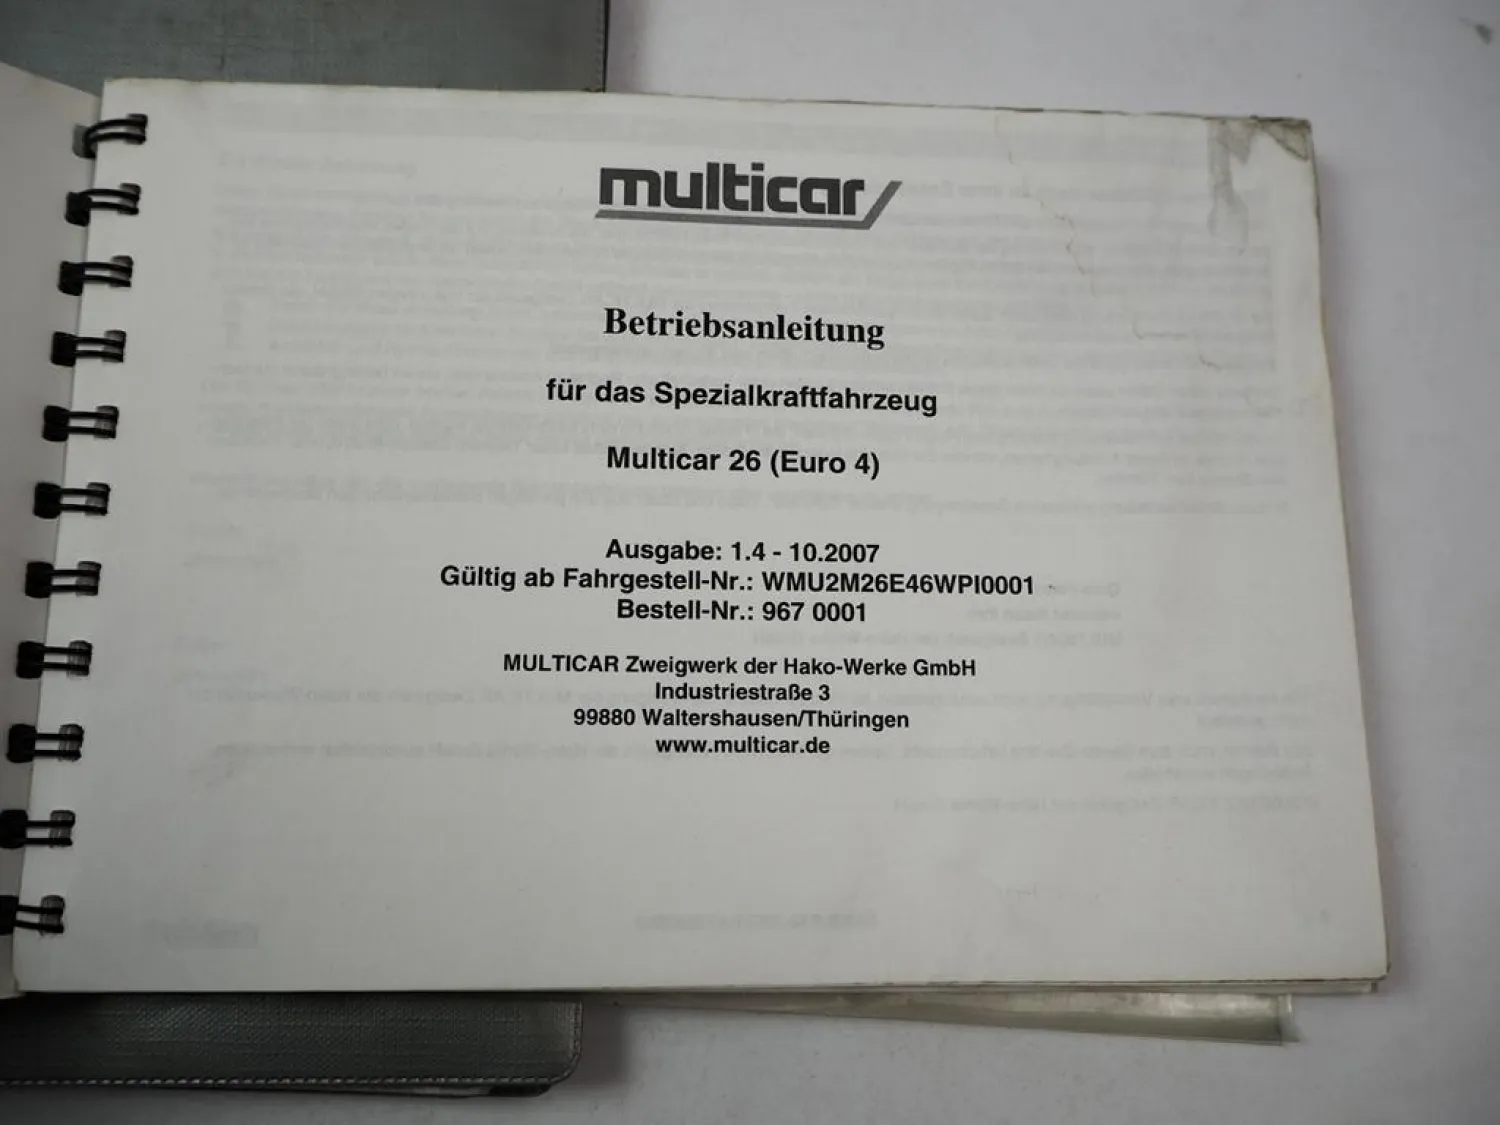 multicar
Betriebsanleitung
für das Spezialkraftfahrzeug
Multicar 26 (Euro 4)
Ausgabe: 1.4 - 10.2007
Gültig ab Fahrgestell-Nr.: WMU2M26E46WPI0001
Bestell-Nr.: 967 0001
MULTICAR Zweigwerk der Hako-Werke GmbH
Industriestraße 3
99880 Waltershausen/Thüringen
www.multicar.de